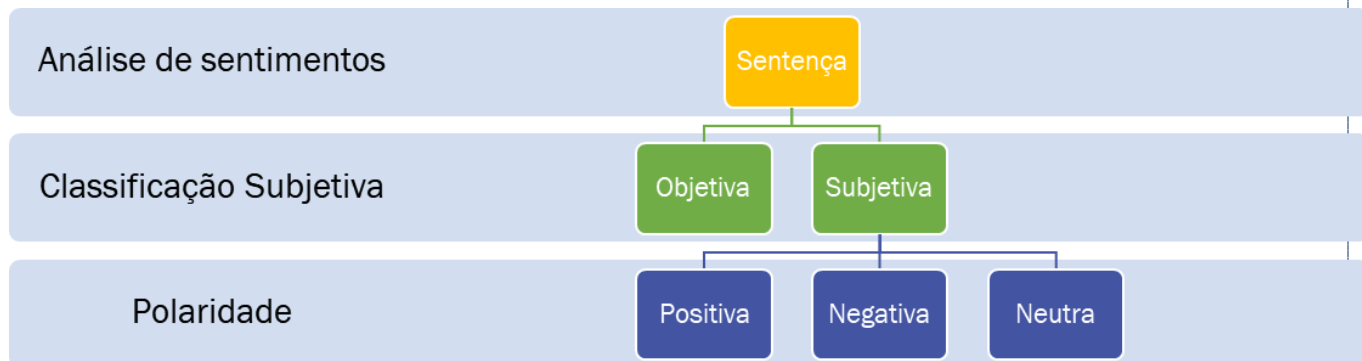 Análise de sentimentos
Sentença
Classificação Subjetiva
Objetiva
Subjetiva
Polaridade
Positiva
Negativa
Neutra